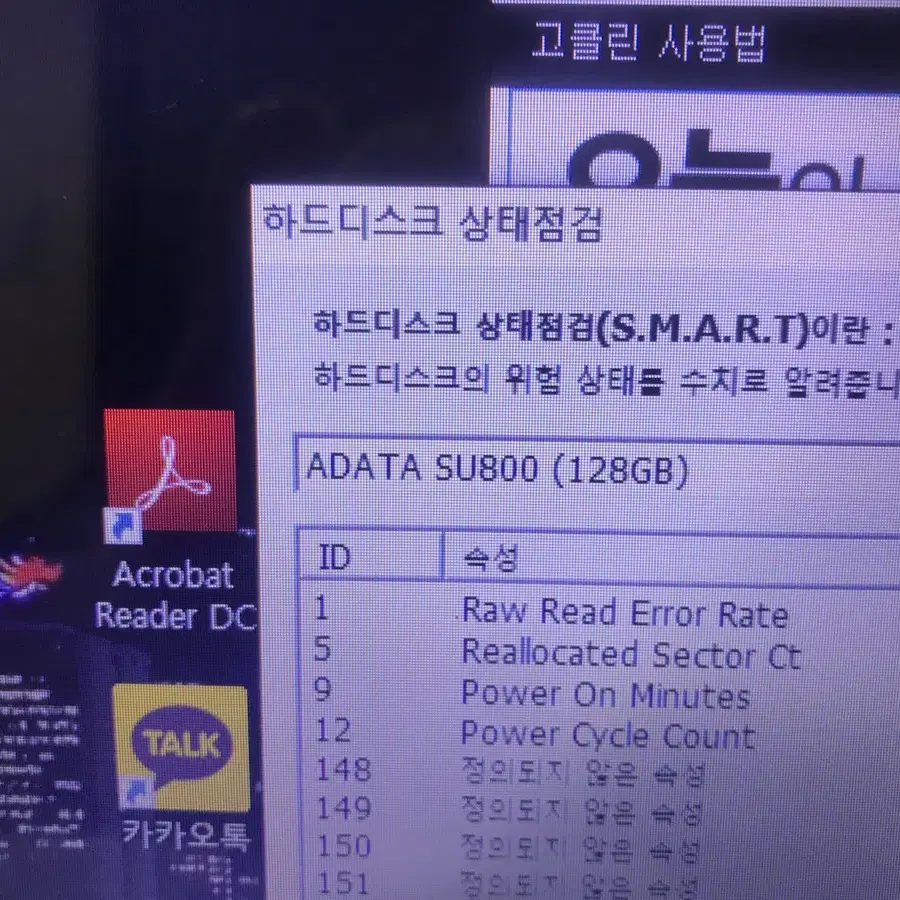 고클린 사용법
오늘의
하드디스크 상태점검
하드디스크 상태점검(S.M.A.R.T)이란 :
하드디스크의 위험 상태를 수치로 알려줍니
ADATA SU800 (128GB)
ID 속성
1 Raw Read Error Rate
5 Reallocated Sector Ct
9 Power On Minutes
12 Power Cycle Count
148 정의되지 않은 속성
149 정의되지 않은 속성
150 정의되지 않은 속성
151 정의되지 않은 속성
Acrobat
Reader DC
TALK
카카오톡